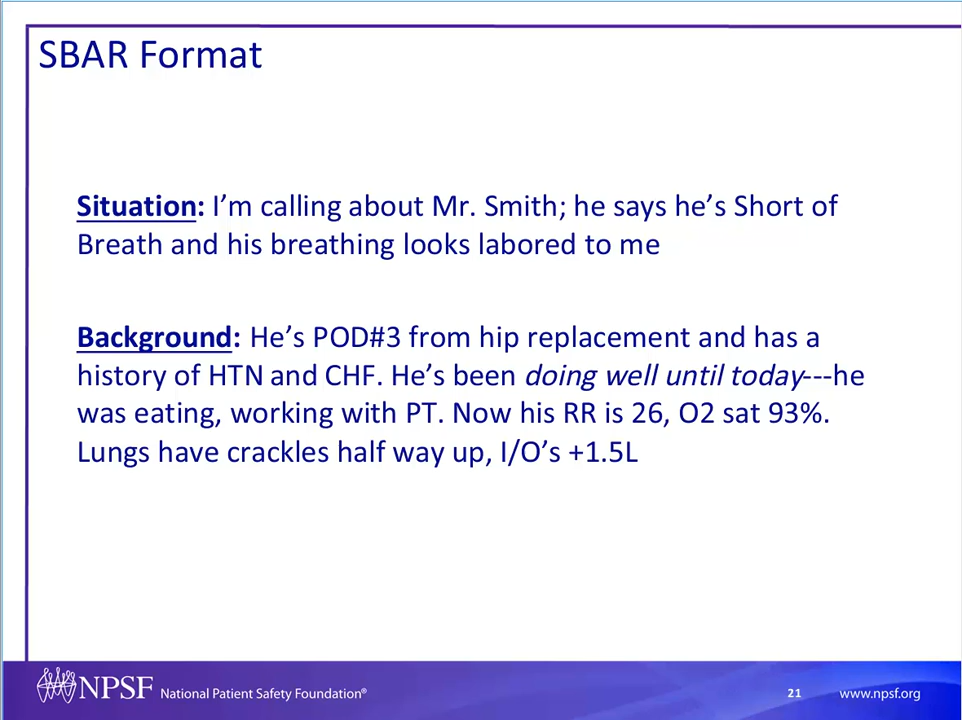 SBAR Format
Situation: I’m calling about Mr. Smith; he says he’s Short of
Breath and his breathing looks labored to me
Background: He’s POD#3 from hip replacement and has a
history of HTN and CHF. He’s been doing well until today---he
was eating, working with PT. Now his RR is 26, O2 sat 93%.
Lungs have crackles half way up, I/O’s +1.5L
NPSF National Patient Safety Foundation®
21
www.npsf.org